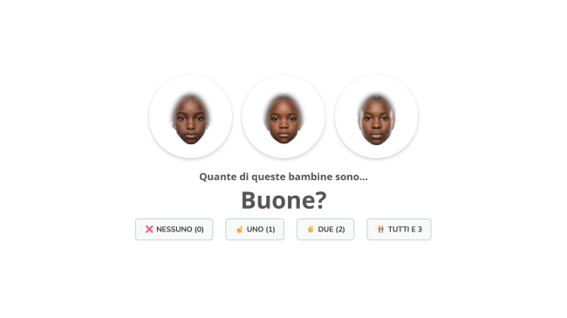 Quante di queste bambine sono...
Buone?
❌ NESSUNO (0) ☝️ UNO (1) ✌️ DUE (2) 👭 TUTTI E 3